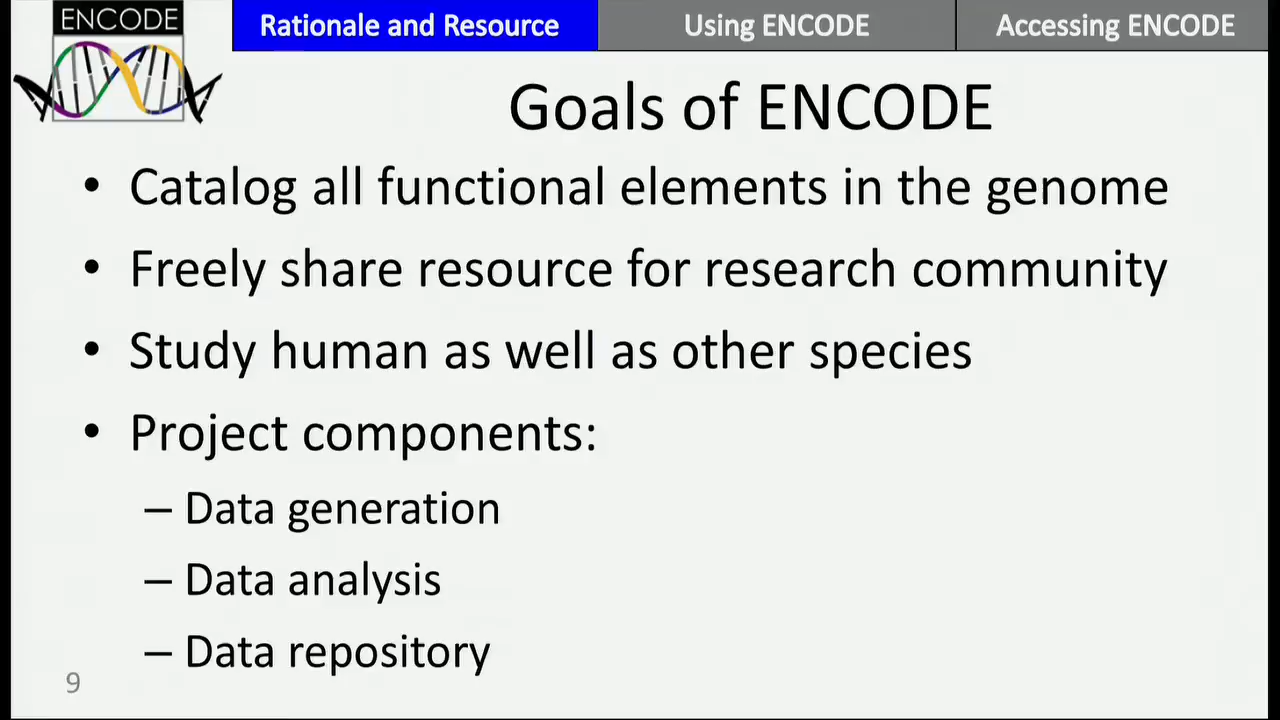 ENCODE
Rationale and Resource
Using ENCODE
Accessing ENCODE
Goals of ENCODE
• Catalog all functional elements in the genome
• Freely share resource for research community
• Study human as well as other species
• Project components:
– Data generation
– Data analysis
– Data repository
9